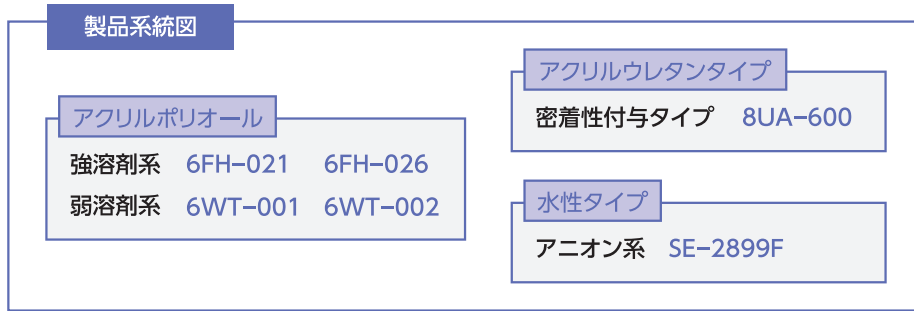 製品系統図
アクリルポリオール
強溶剤系 6FH-021 6FH-026
弱溶剤系 6WT-001 6WT-002
アクリルウレタンタイプ
密着性付与タイプ 8UA-600
水性タイプ
アニオン系 SE-2899F